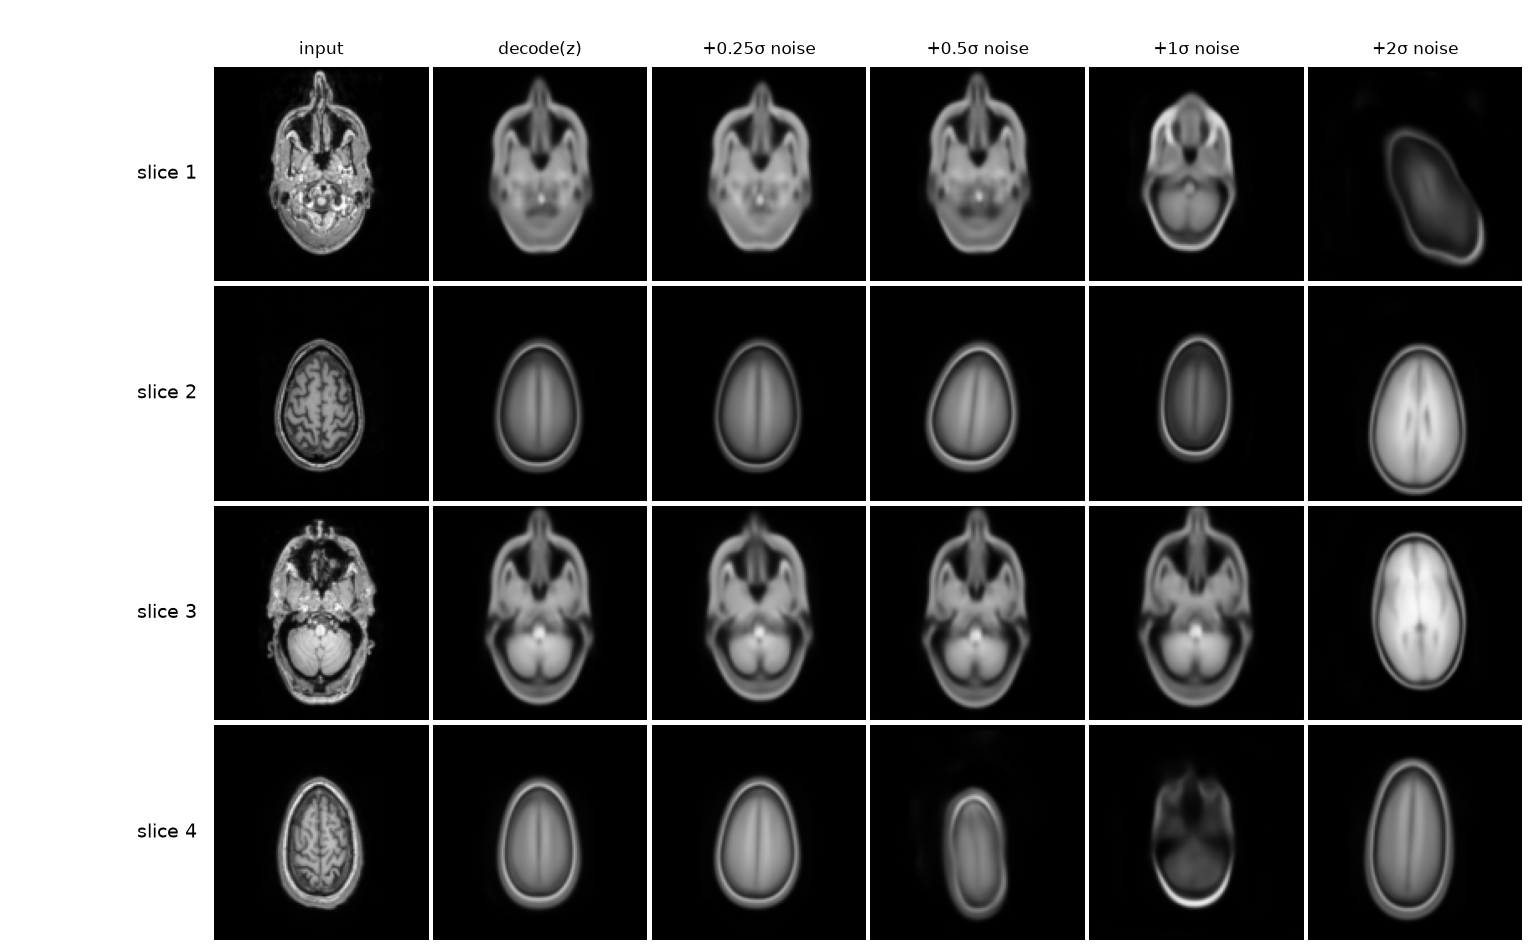 input decode(z) +0.25σ noise +0.5σ noise +1σ noise +2σ noise
slice 1
slice 2
slice 3
slice 4